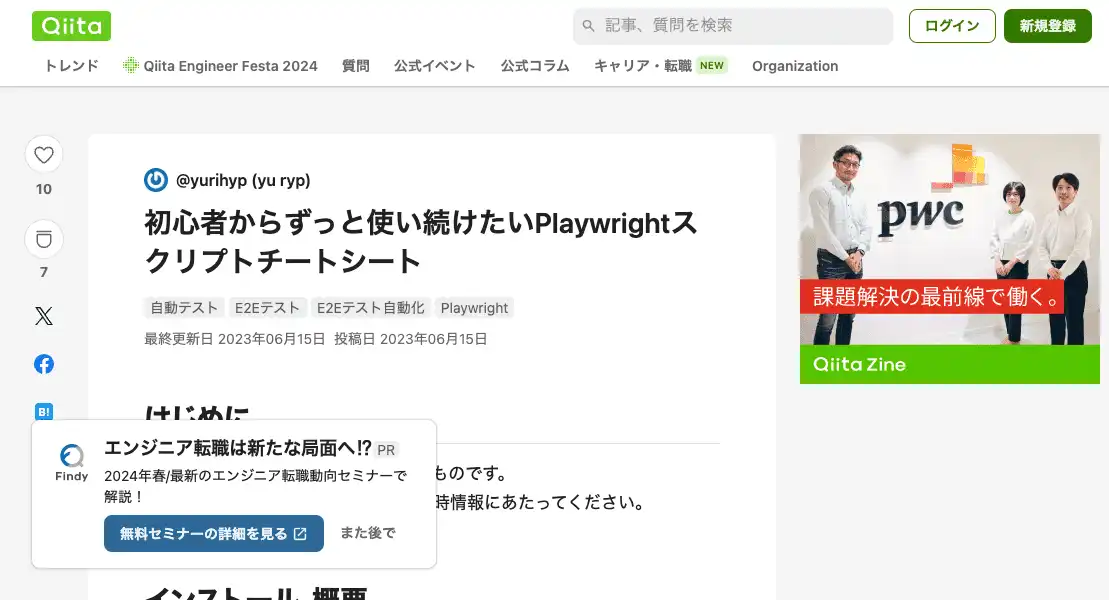 Qiita
記事、質問を検索
ログイン
新規登録
トレンド
Qiita Engineer Festa 2024
質問
公式イベント
公式コラム
キャリア・転職 NEW
Organization
10
7
B!
@yurihyp (yu ryp)
初心者からずっと使い続けたいPlaywrightス
クリプトチートシート
自動テスト E2Eテスト E2Eテスト自動化 Playwright
最終更新日 2023年06月15日 投稿日 2023年06月15日
はじめに
ものです。
時情報にあたってください。
インストール 概要
Findy
エンジニア転職は新たな局面へ!? PR
2024年春/最新のエンジニア転職動向セミナーで
解説！
無料セミナーの詳細を見る
また後で
pwc
課題解決の最前線で働く。
Qiita Zine